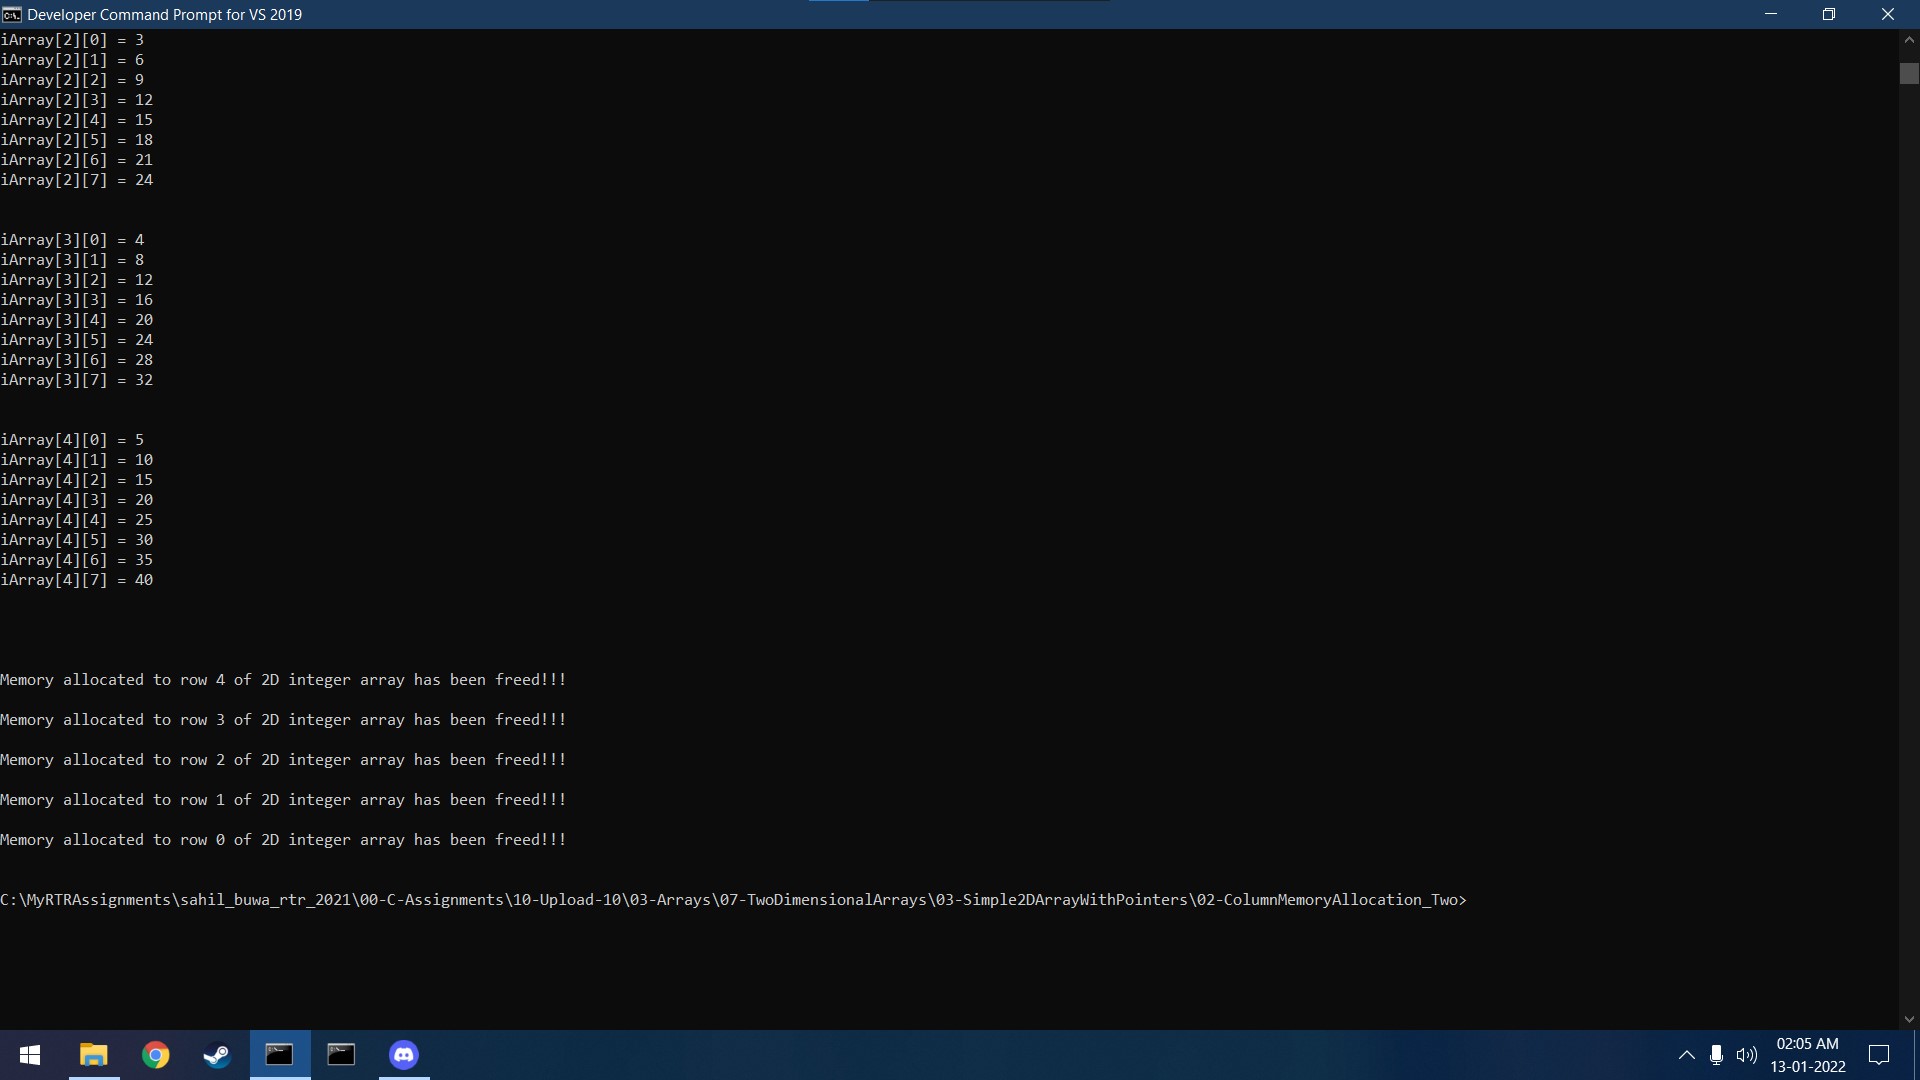 Developer Command Prompt for VS 2019
iArray[2][0] = 3
iArray[2][1] = 6
iArray[2][2] = 9
iArray[2][3] = 12
iArray[2][4] = 15
iArray[2][5] = 18
iArray[2][6] = 21
iArray[2][7] = 24
iArray[3][0] = 4
iArray[3][1] = 8
iArray[3][2] = 12
iArray[3][3] = 16
iArray[3][4] = 20
iArray[3][5] = 24
iArray[3][6] = 28
iArray[3][7] = 32
iArray[4][0] = 5
iArray[4][1] = 10
iArray[4][2] = 15
iArray[4][3] = 20
iArray[4][4] = 25
iArray[4][5] = 30
iArray[4][6] = 35
iArray[4][7] = 40
Memory allocated to row 4 of 2D integer array has been freed!!!
Memory allocated to row 3 of 2D integer array has been freed!!!
Memory allocated to row 2 of 2D integer array has been freed!!!
Memory allocated to row 1 of 2D integer array has been freed!!!
Memory allocated to row 0 of 2D integer array has been freed!!!
C:\MyRTRAssignments\sahil_buwa_rtr_2021\00-C-Assignments\10-Upload-10\03-Arrays\07-TwoDimensionalArrays\03-Simple2DArrayWithPointers\02-ColumnMemoryAllocation_Two>
02:05 AM
13-01-2022